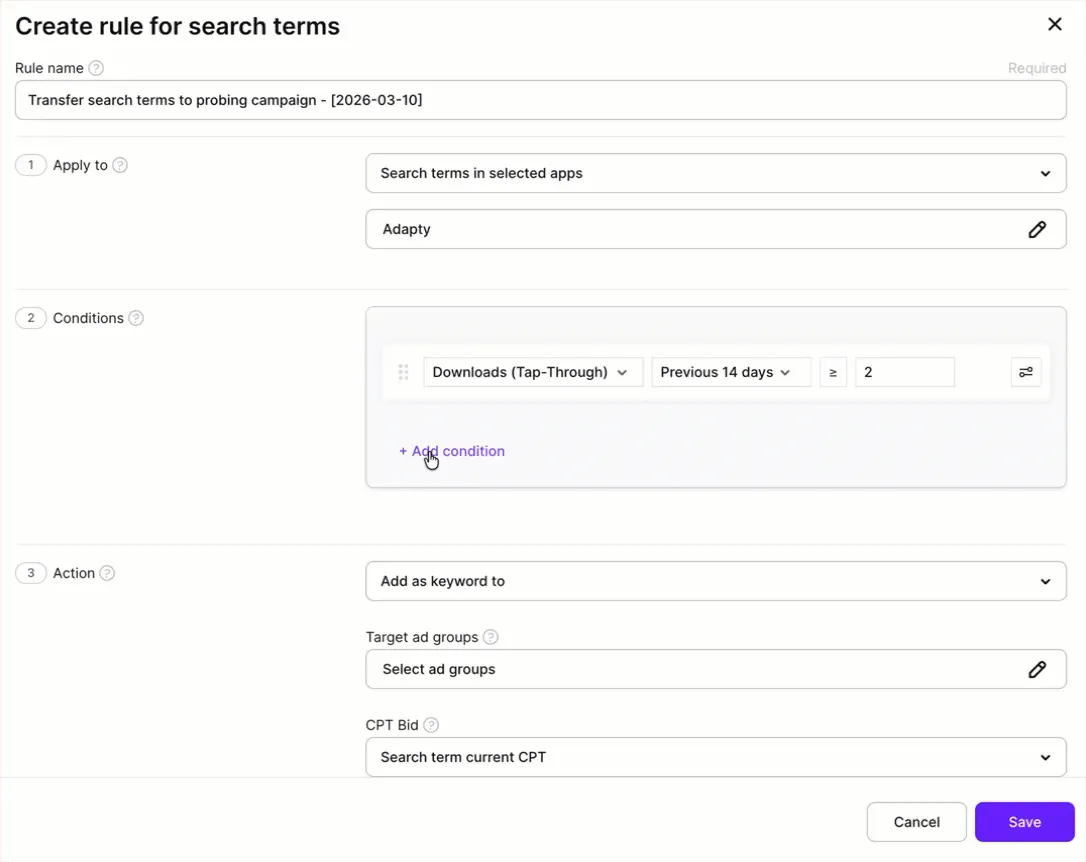 Create rule for search terms
Rule name ?
Required
Transfer search terms to probing campaign - [2026-03-10]
1 Apply to ?
Search terms in selected apps
Adapty
2 Conditions ?
Downloads (Tap-Through) Previous 14 days ≥ 2
+ Add condition
3 Action ?
Add as keyword to
Target ad groups ?
Select ad groups
CPT Bid ?
Search term current CPT
Cancel Save